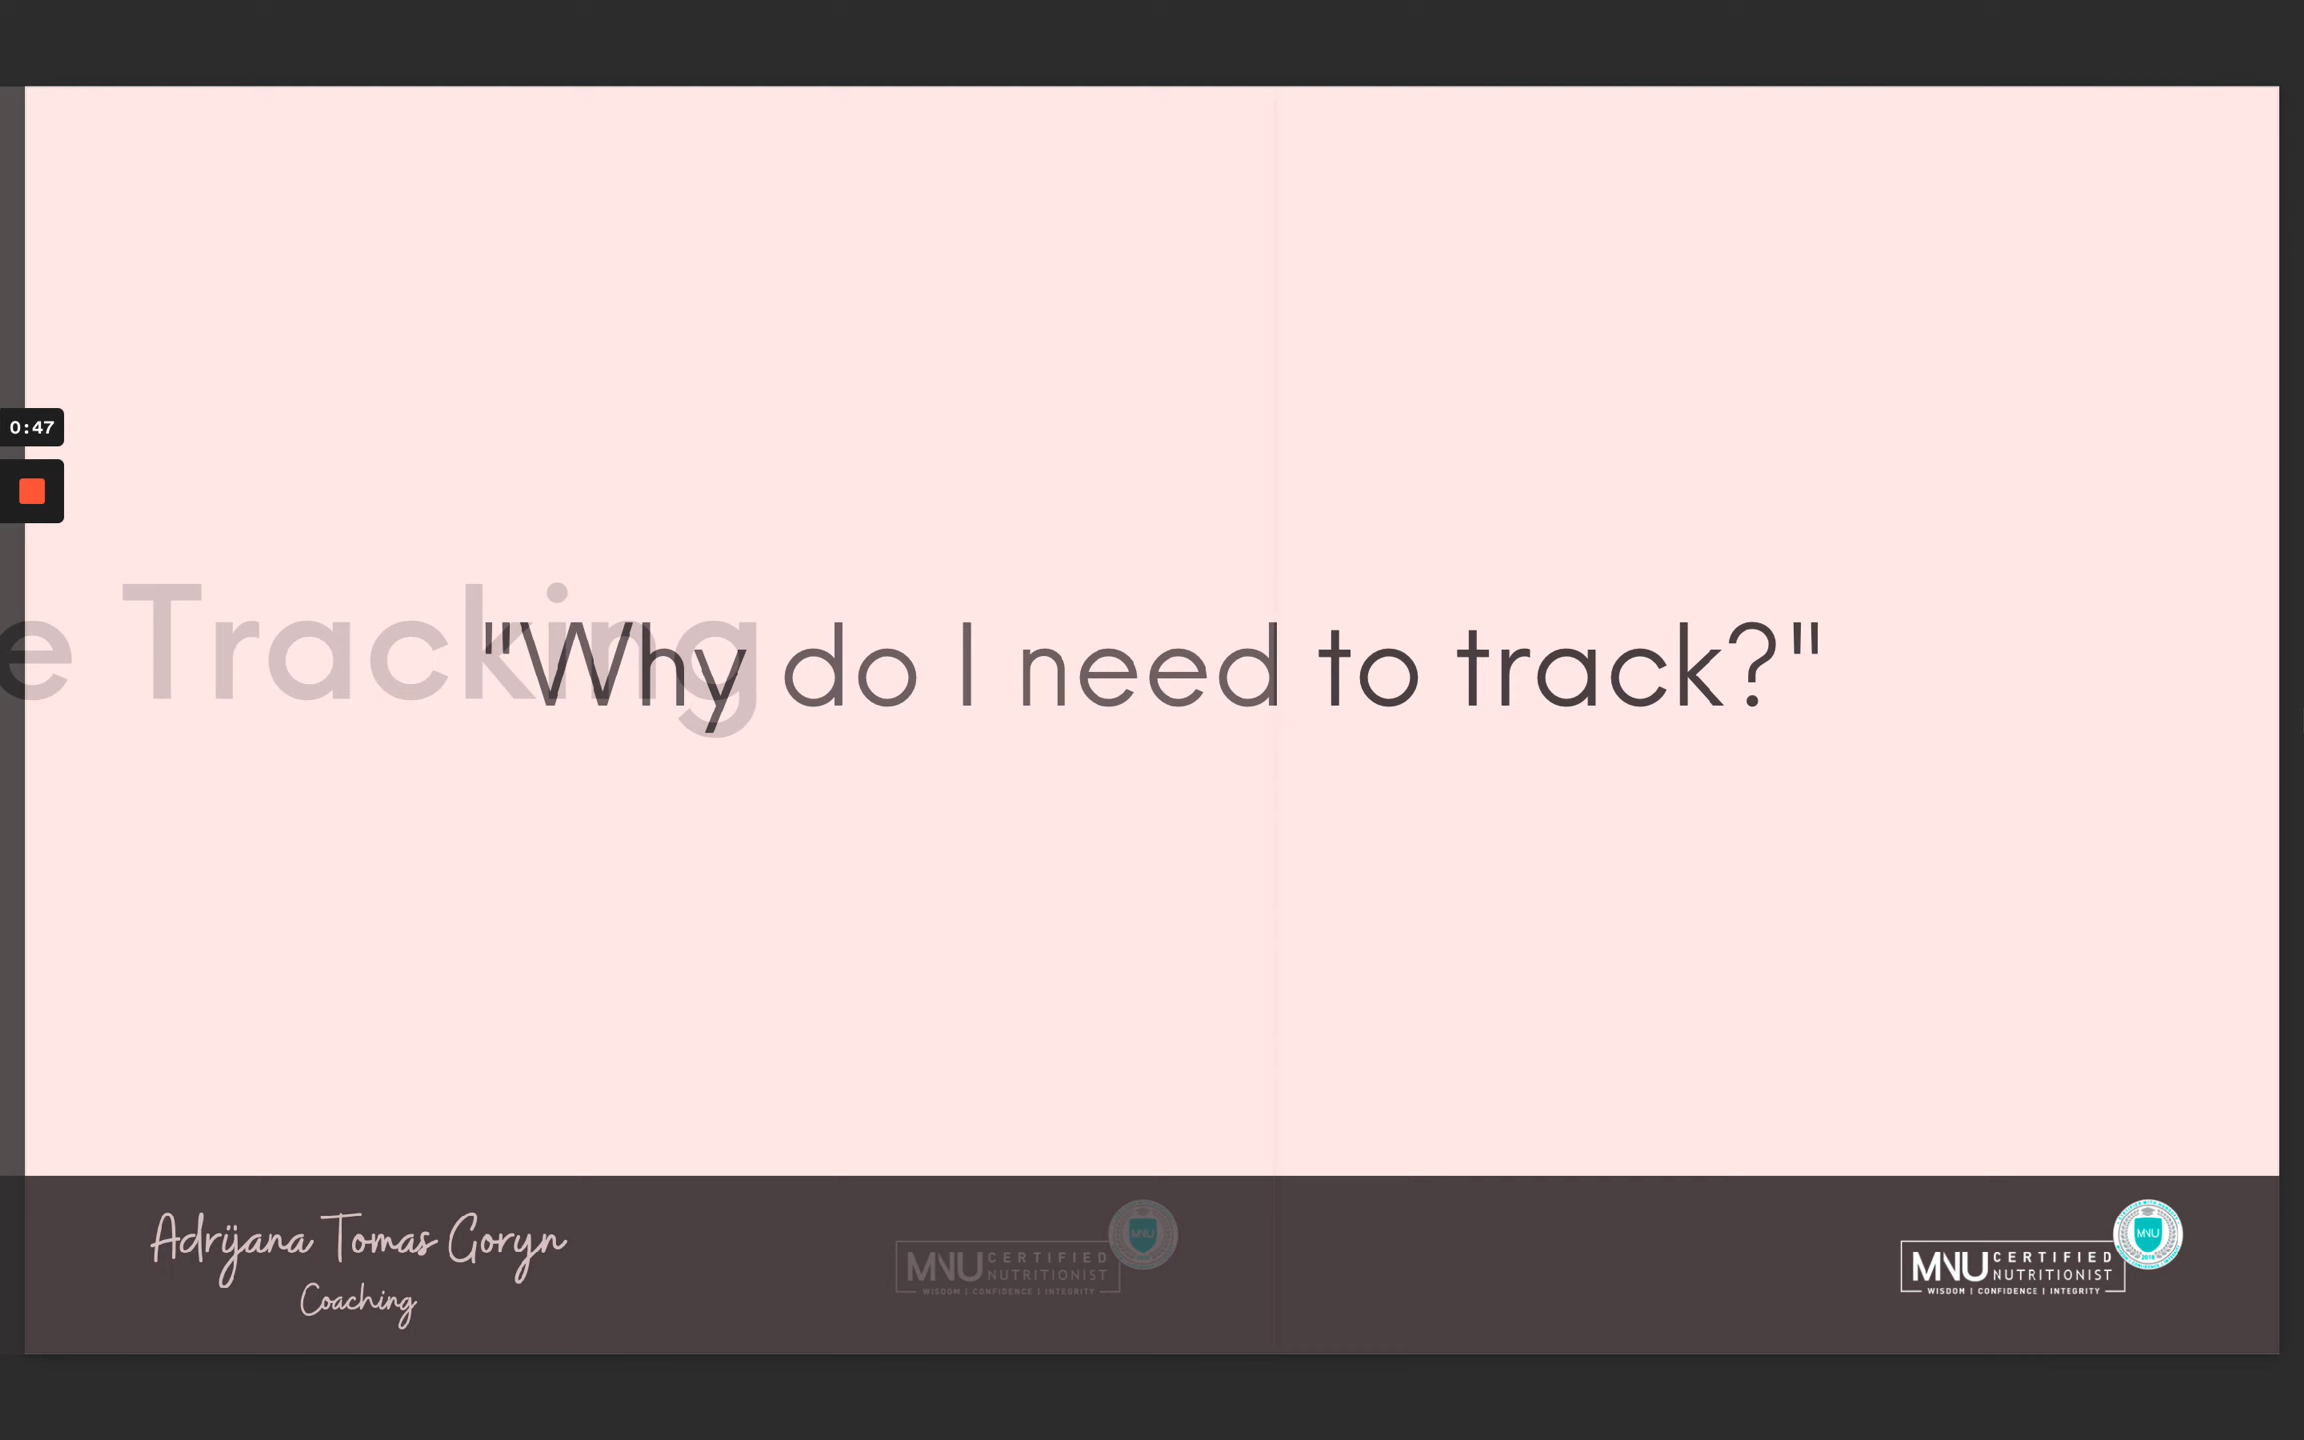 0:47
e Tracking
"Why do I need to track?"
Adrijana Tomas Goryn
Coaching
MNU CERTIFIED
NUTRITIONIST
WISDOM | CONFIDENCE | INTEGRITY
MNU
MNU CERTIFIED
NUTRITIONIST
WISDOM | CONFIDENCE | INTEGRITY
MNU
2018